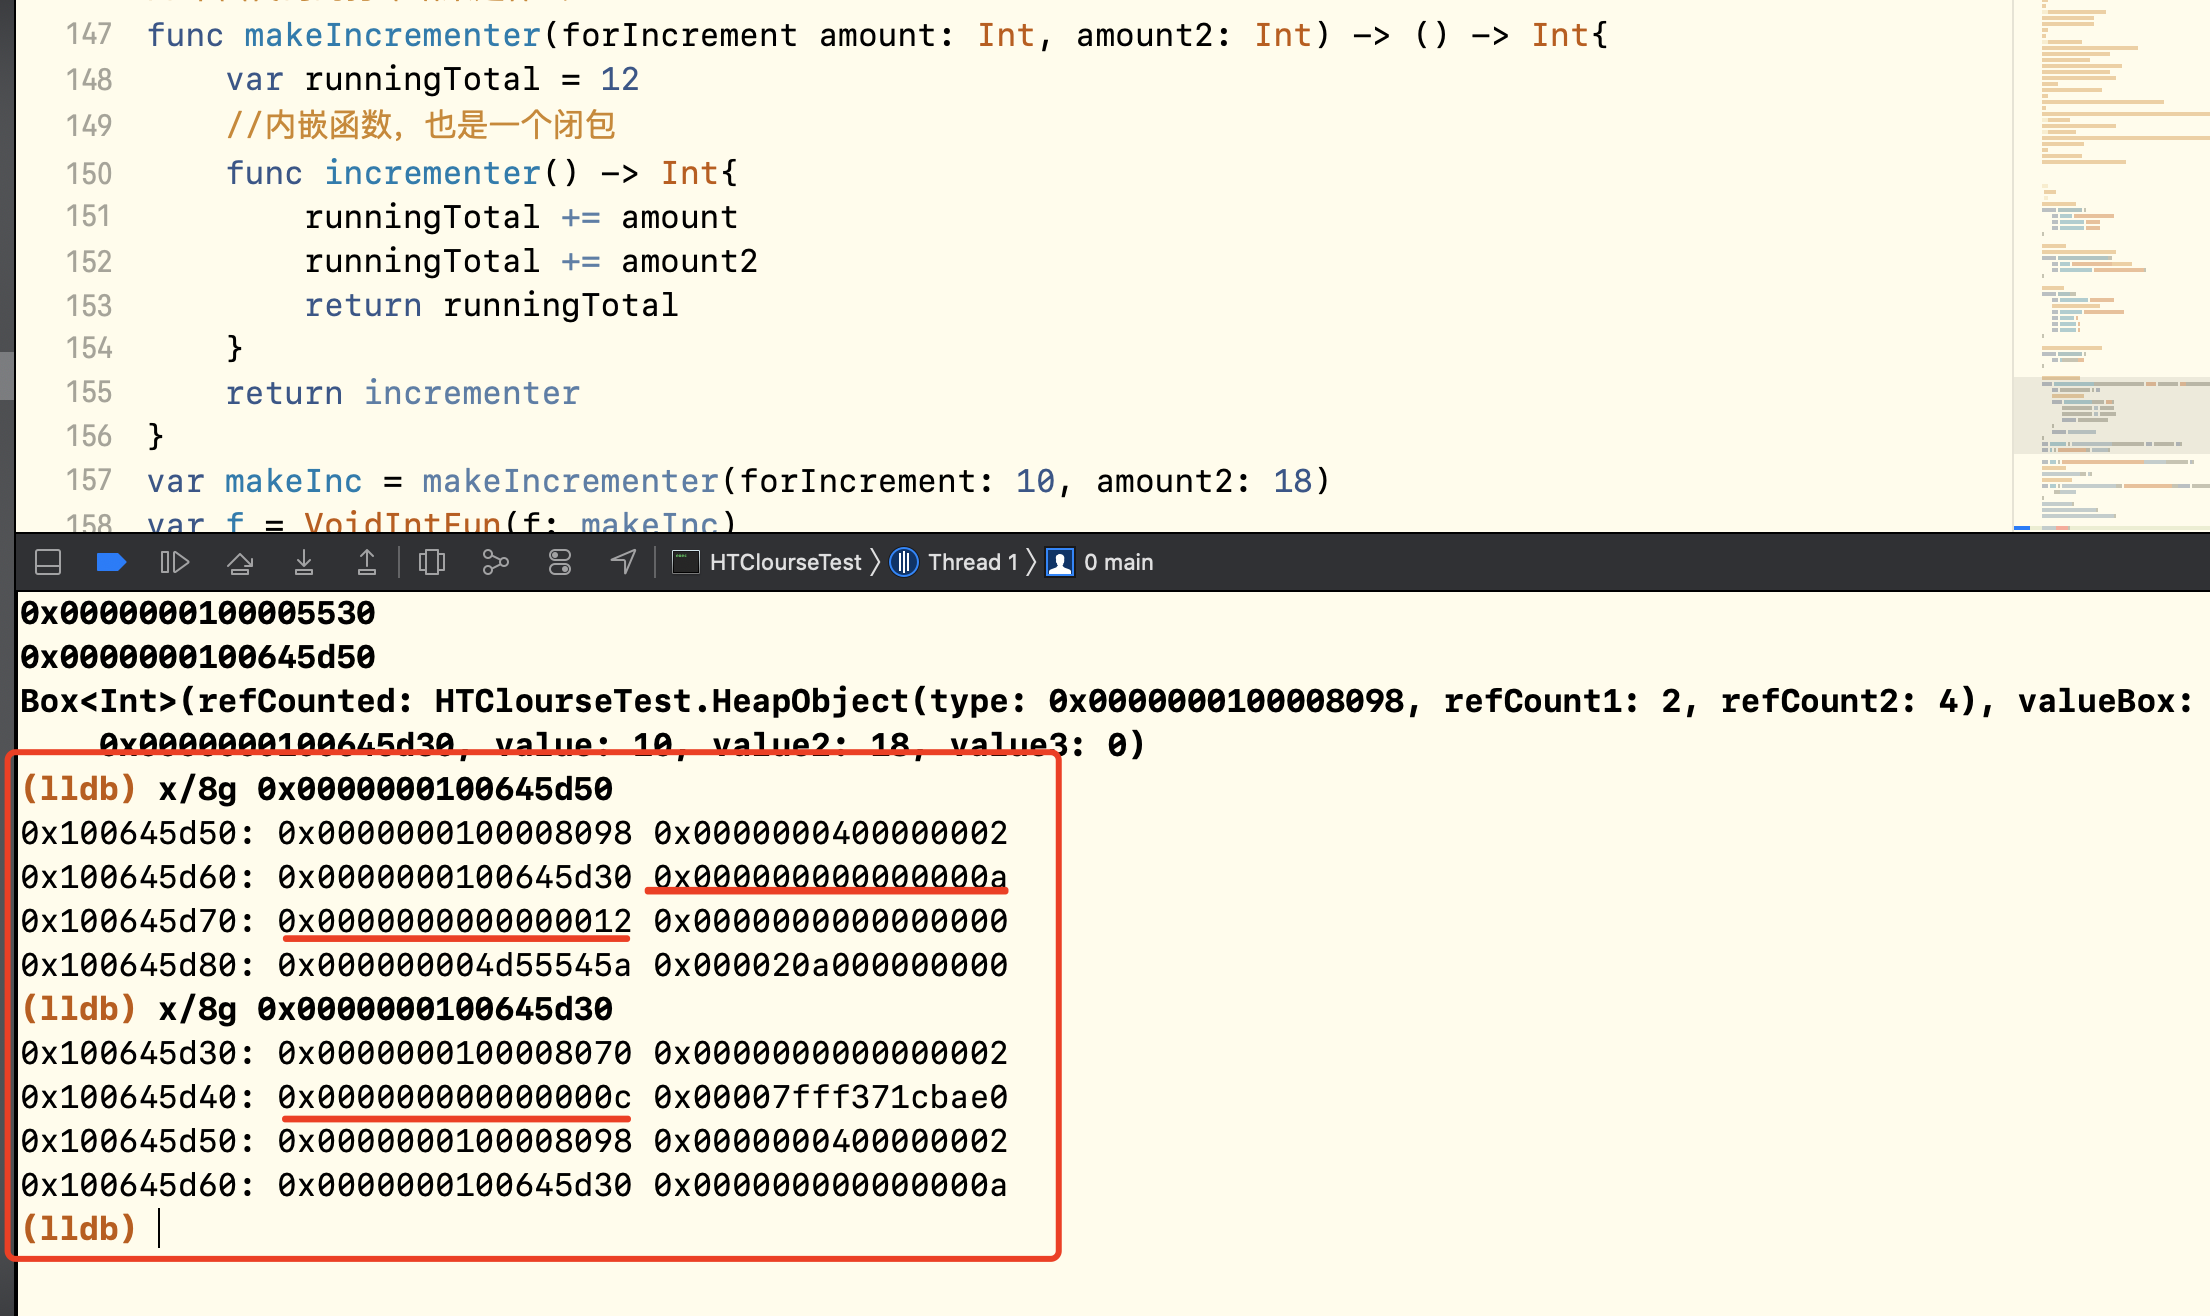 147 func makeIncrementer(forIncrement amount: Int, amount2: Int) -> () -> Int{
148 var runningTotal = 12
149 //内嵌函数，也是一个闭包
150 func incrementer() -> Int{
151 runningTotal += amount
152 runningTotal += amount2
153 return runningTotal
154 }
155 return incrementer
156 }
157 var makeInc = makeIncrementer(forIncrement: 10, amount2: 18)
158 var f = VoidIntFun(f: makeInc)
HTClourseTest 〉 Thread 1 〉 0 main
0x0000000100005530
0x0000000100645d50
Box<Int>(refCounted: HTClourseTest.HeapObject(type: 0x0000000100008098, refCount1: 2, refCount2: 4), valueBox:
0x0000000100645d30, value: 10, value2: 18, value3: 0)
(lldb) x/8g 0x0000000100645d50
0x100645d50: 0x0000000100008098 0x0000000400000002
0x100645d60: 0x0000000100645d30 0x000000000000000a
0x100645d70: 0x0000000000000012 0x0000000000000000
0x100645d80: 0x000000004d55545a 0x000020a000000000
(lldb) x/8g 0x0000000100645d30
0x100645d30: 0x0000000100008070 0x0000000000000002
0x100645d40: 0x000000000000000c 0x00007fff371cbae0
0x100645d50: 0x0000000100008098 0x0000000400000002
0x100645d60: 0x0000000100645d30 0x000000000000000a
(lldb)